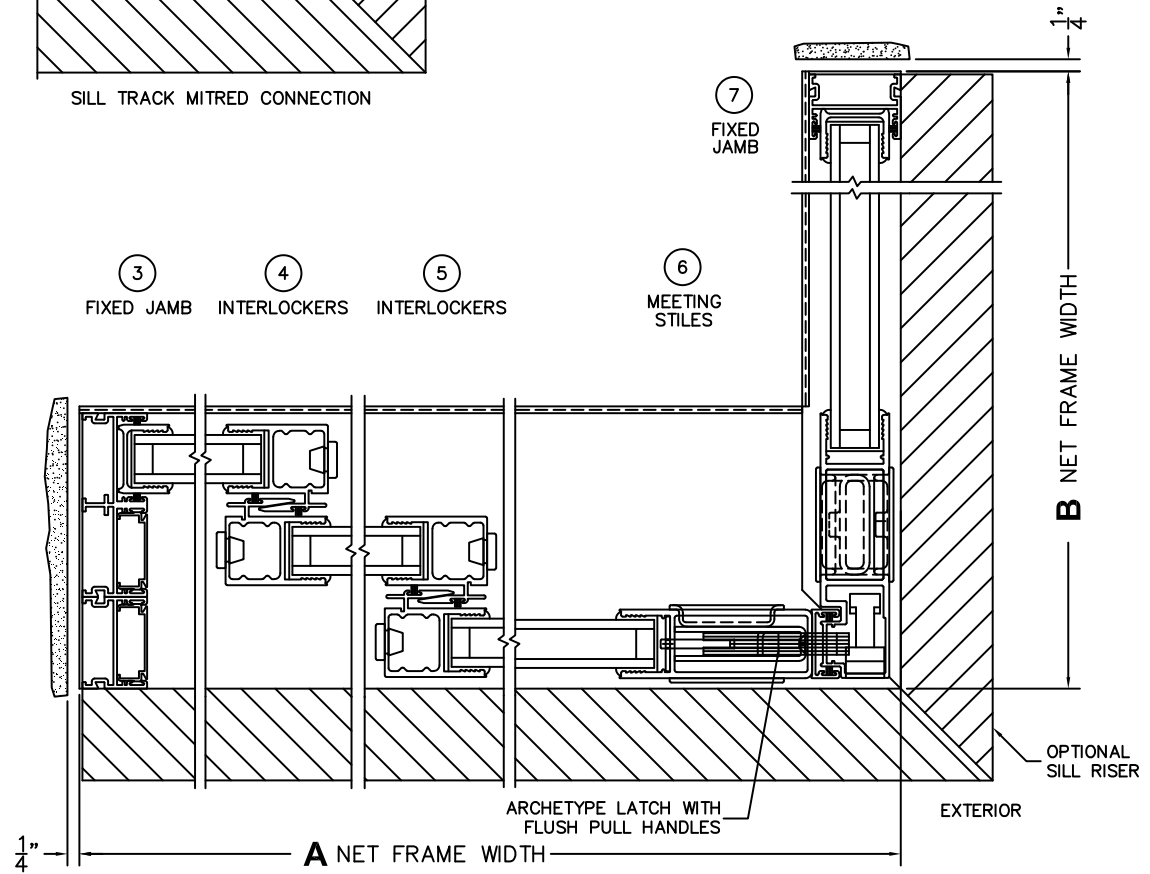 1/4"
SILL TRACK MITRED CONNECTION
7
FIXED
JAMB
3
FIXED JAMB
4
INTERLOCKERS
5
INTERLOCKERS
6
MEETING
STILES
B NET FRAME WIDTH
OPTIONAL
SILL RISER
ARCHETYPE LATCH WITH
FLUSH PULL HANDLES
EXTERIOR
1/4"
A NET FRAME WIDTH